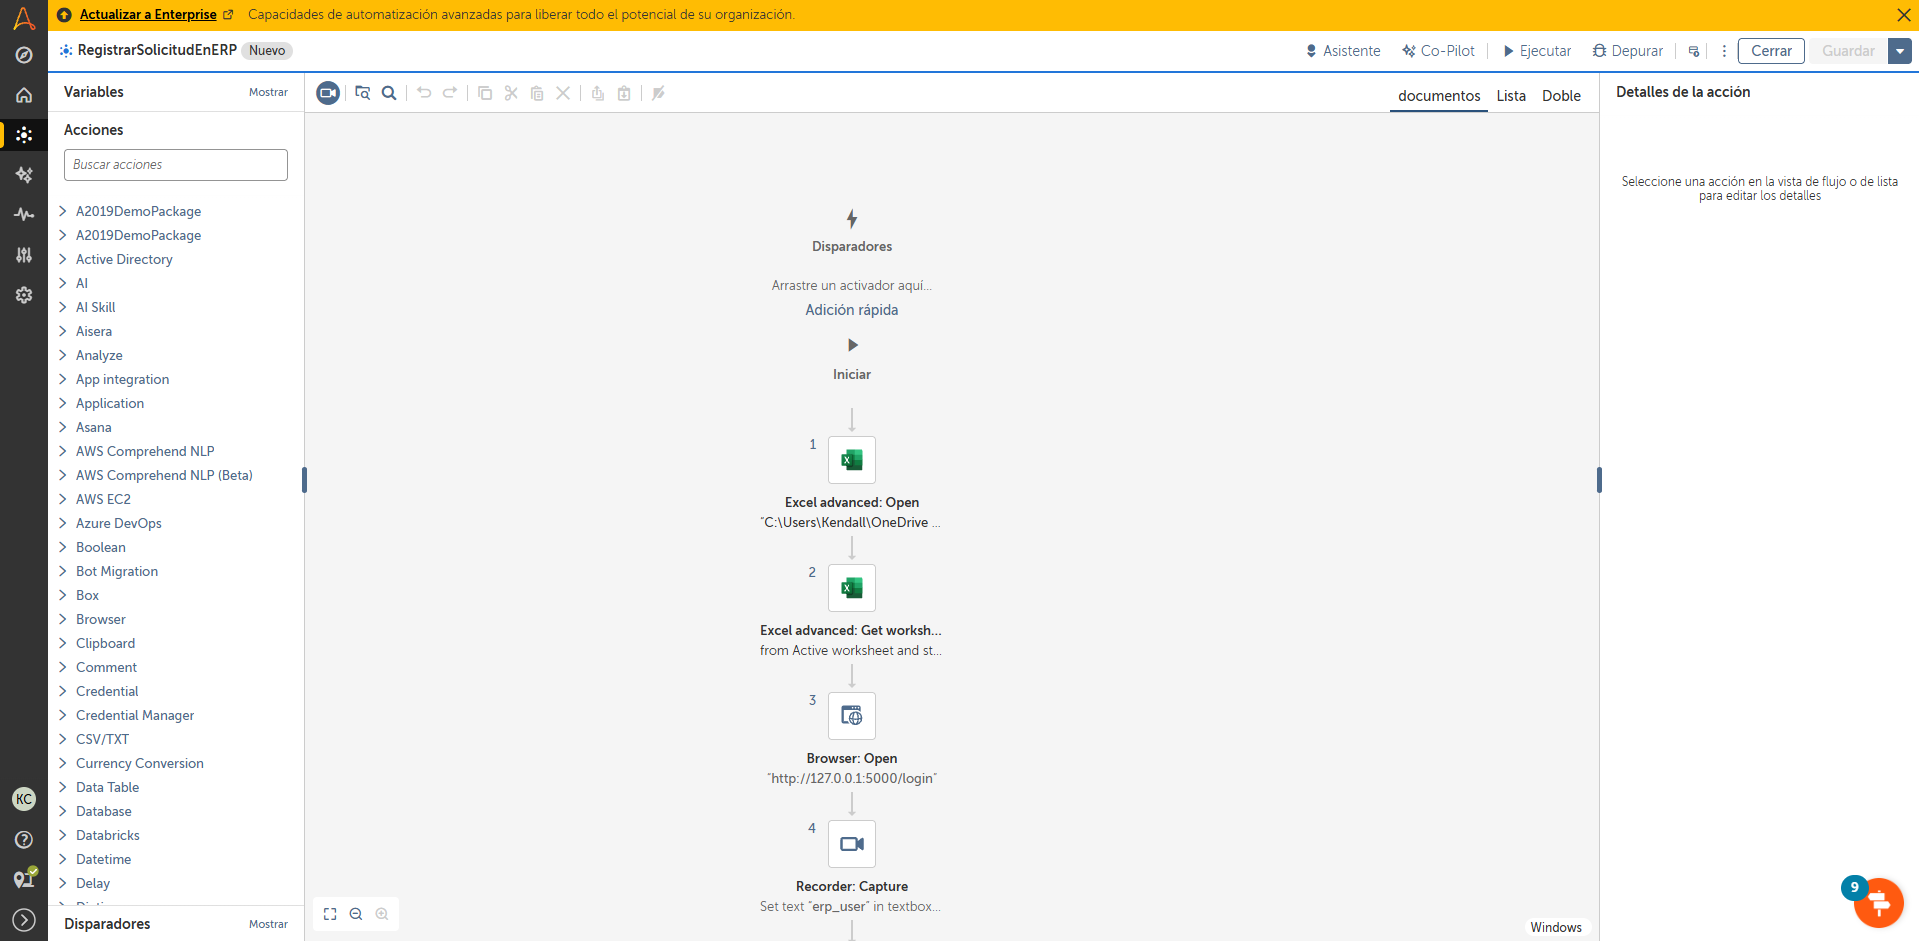 Actualizar a Enterprise Capacidades de automatización avanzadas para liberar todo el potencial de su organización.
RegistrarSolicitudEnERP Nuevo
Asistente Co-Pilot Ejecutar Depurar Cerrar Guardar
Variables Mostrar
Acciones
Buscar acciones
A2019DemoPackage
A2019DemoPackage
Active Directory
AI
AI Skill
Aisera
Analyze
App integration
Application
Asana
AWS Comprehend NLP
AWS Comprehend NLP (Beta)
AWS EC2
Azure DevOps
Boolean
Bot Migration
Box
Browser
Clipboard
Comment
Credential
Credential Manager
CSV/TXT
Currency Conversion
Data Table
Database
Databricks
Datetime
Delay
Disparadores Mostrar
KC
documentos Lista Doble
Disparadores
Arrastre un activador aquí...
Adición rápida
Iniciar
1
Excel advanced: Open
"C:\Users\Kendall\OneDrive ...
2
Excel advanced: Get worksh...
from Active worksheet and st...
3
Browser: Open
"http://127.0.0.1:5000/login"
4
Recorder: Capture
Set text "erp_user" in textbox...
Windows
Detalles de la acción
Seleccione una acción en la vista de flujo o de lista
para editar los detalles
9